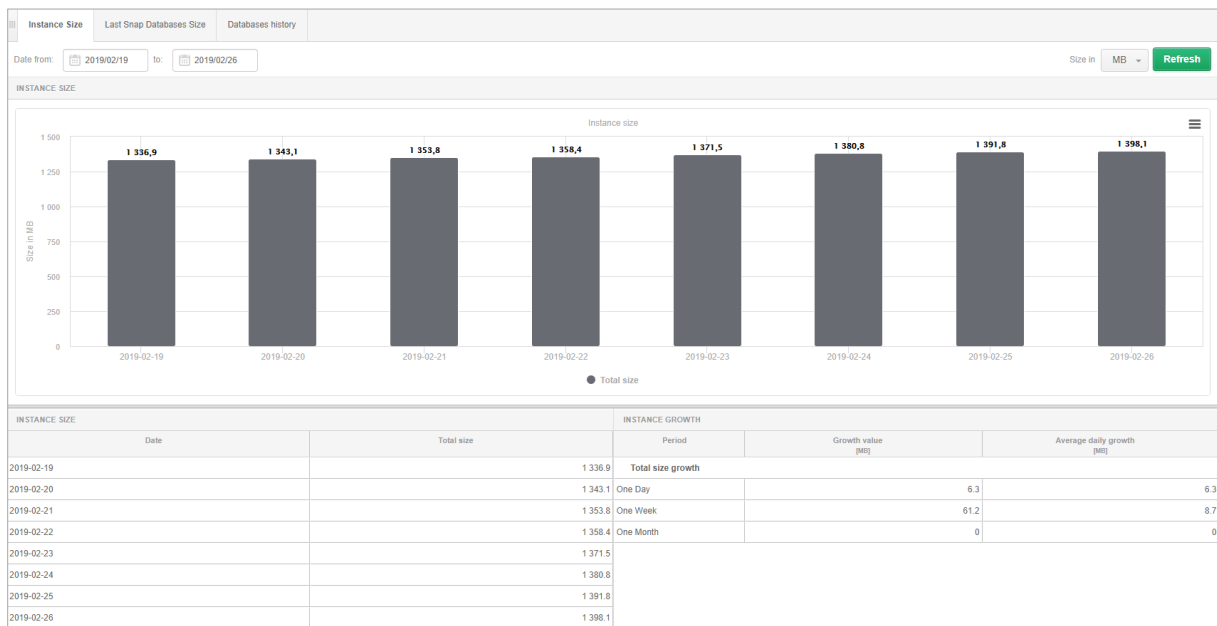 Instance Size Last Snap Databases Size Databases history
Date from: 2019/02/19 to: 2019/02/26 Size in MB Refresh
INSTANCE SIZE
Instance size
1 500
1 336,9 1 343,1 1 353,8 1 358,4 1 371,5 1 380,8 1 391,8 1 398,1
1 250
1 000
Size in MB
750
500
250
0
2019-02-19 2019-02-20 2019-02-21 2019-02-22 2019-02-23 2019-02-24 2019-02-25 2019-02-26
Total size
INSTANCE SIZE INSTANCE GROWTH
Date Total size Period Growth value Average daily growth
[MB] [MB]
2019-02-19 1 336.9 Total size growth
2019-02-20 1 343.1 One Day 6.3 6.3
2019-02-21 1 353.8 One Week 61.2 8.7
2019-02-22 1 358.4 One Month 0 0
2019-02-23 1 371.5
2019-02-24 1 380.8
2019-02-25 1 391.8
2019-02-26 1 398.1